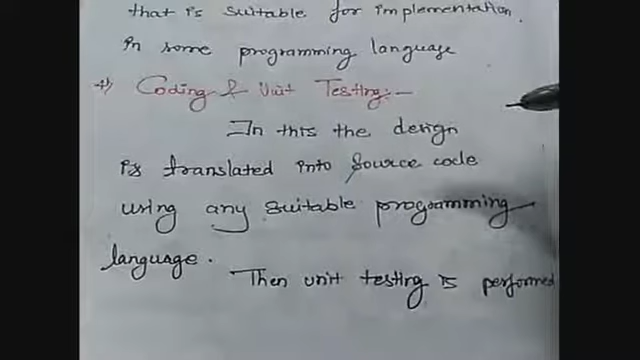 that is suitable for implementation
in some programming language
4) Coding & Unit Testing:-
In this the design
is translated into source code
using any suitable programming
language.
Then unit testing is performed